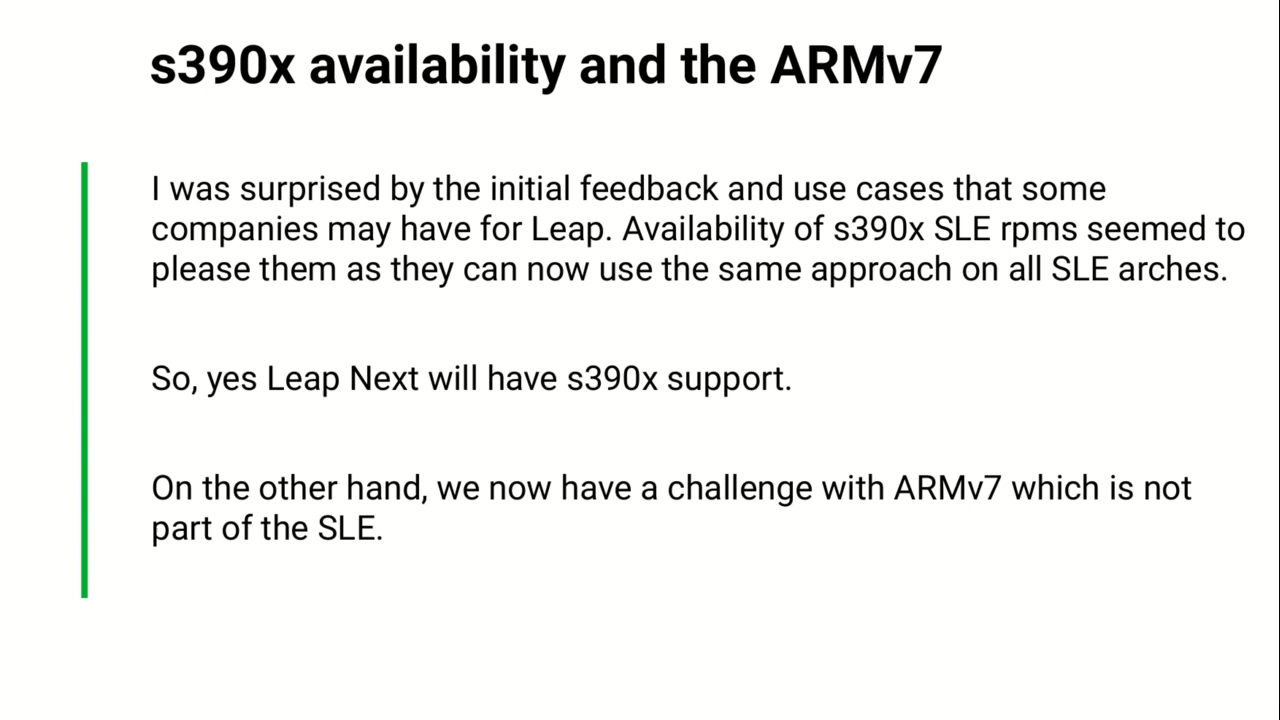 s390x availability and the ARMv7
I was surprised by the initial feedback and use cases that some
companies may have for Leap. Availability of s390x SLE rpms seemed to
please them as they can now use the same approach on all SLE arches.
So, yes Leap Next will have s390x support.
On the other hand, we now have a challenge with ARMv7 which is not
part of the SLE.